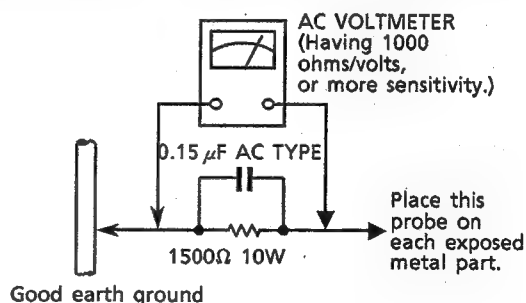 AC VOLTMETER
(Having 1000
ohms/volts,
or more sensitivity.)
0.15 μF AC TYPE
1500Ω 10W
Place this
probe on
each exposed
metal part.
Good earth ground